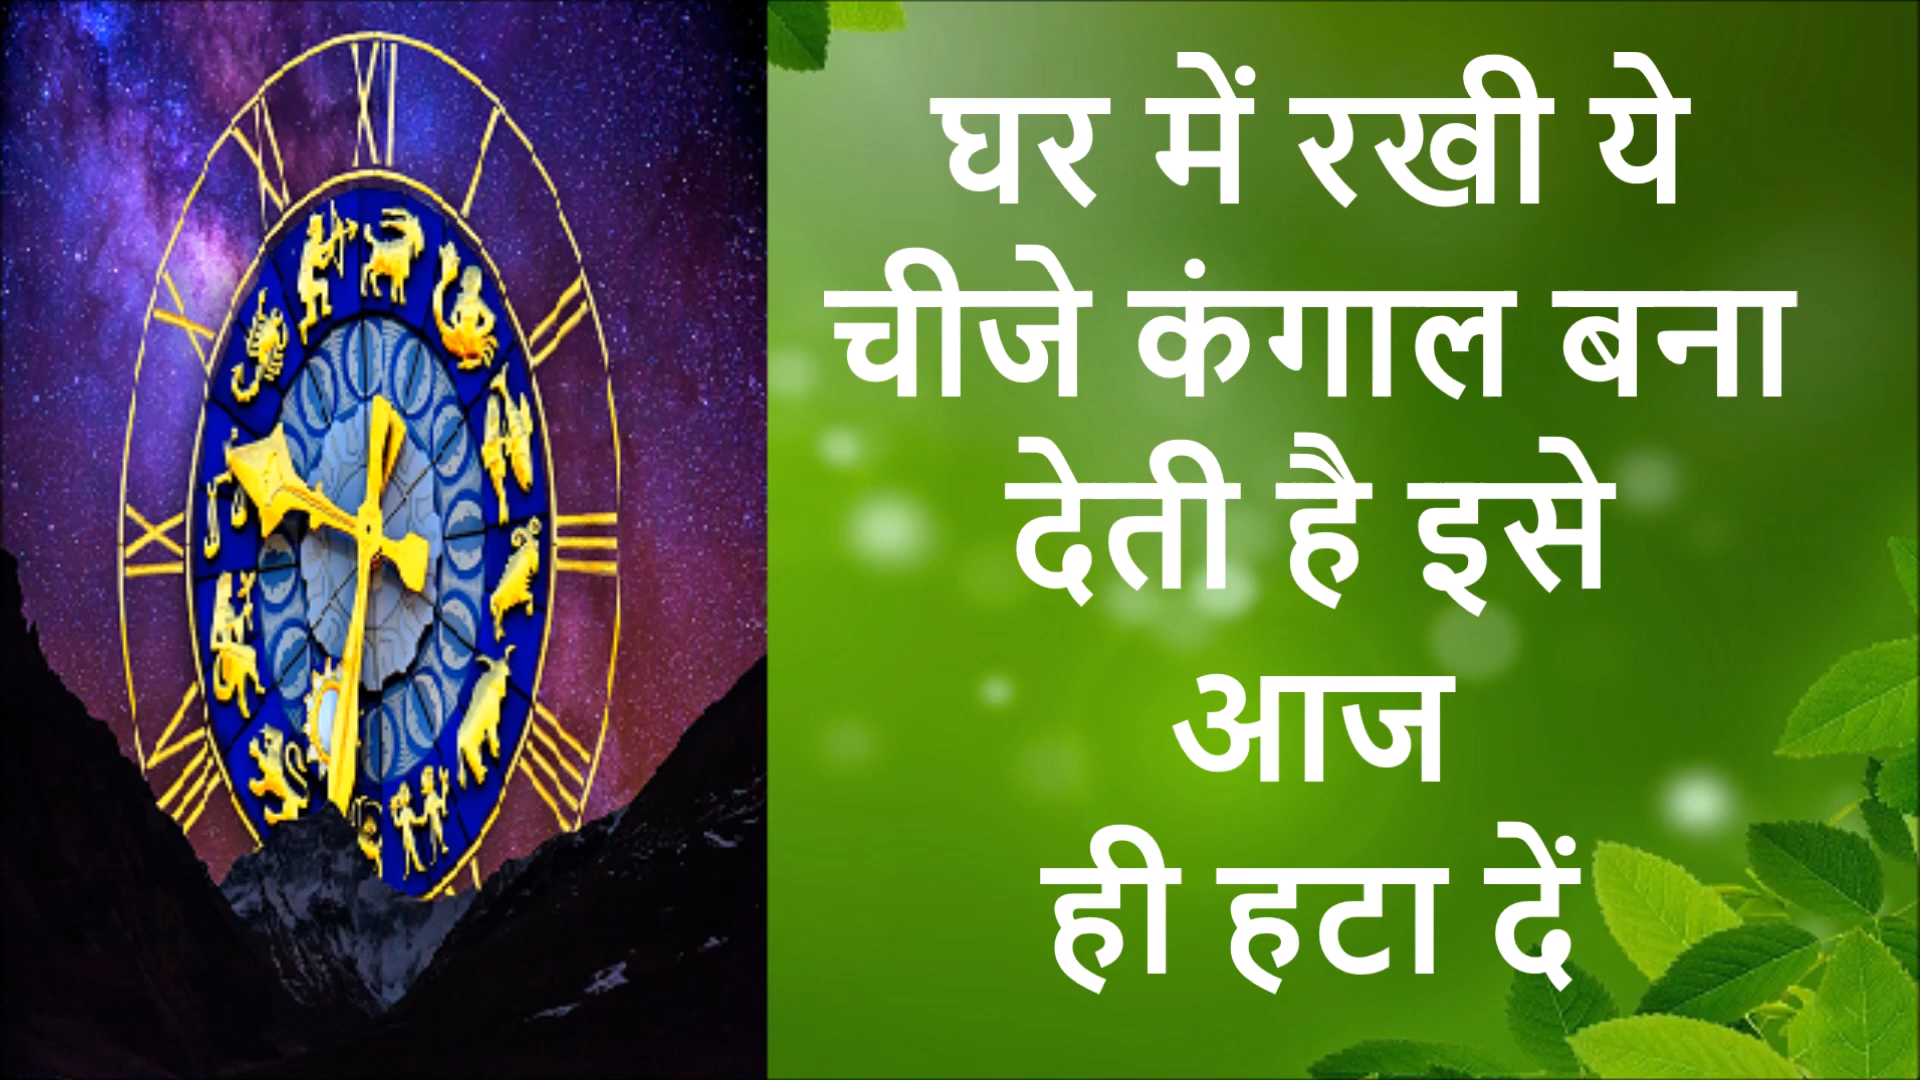 घर में रखी ये
चीजे कंगाल बना
देती है इसे
आज
ही हटा दें